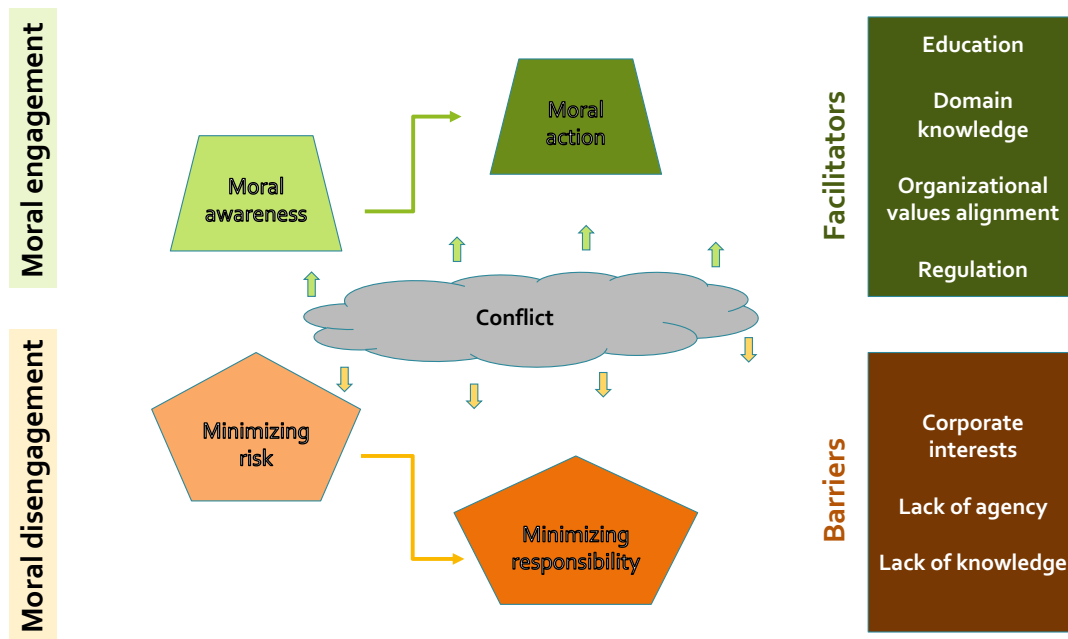 Moral engagement
Moral
awareness
Moral
action
Facilitators
Education
Domain
knowledge
Organizational
values alignment
Regulation
Conflict
Moral disengagement
Minimizing
risk
Minimizing
responsibility
Barriers
Corporate
interests
Lack of agency
Lack of knowledge